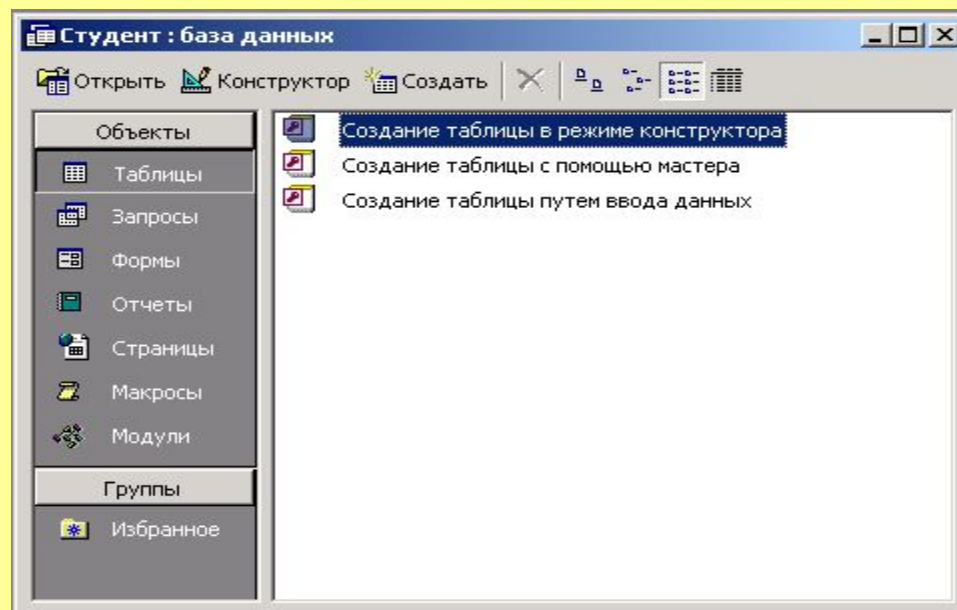 Студент : база данных
Открыть Конструктор Создать
Объекты
Таблицы
Запросы
Формы
Отчеты
Страницы
Макросы
Модули
Группы
Избранное
Создание таблицы в режиме конструктора
Создание таблицы с помощью мастера
Создание таблицы путем ввода данных